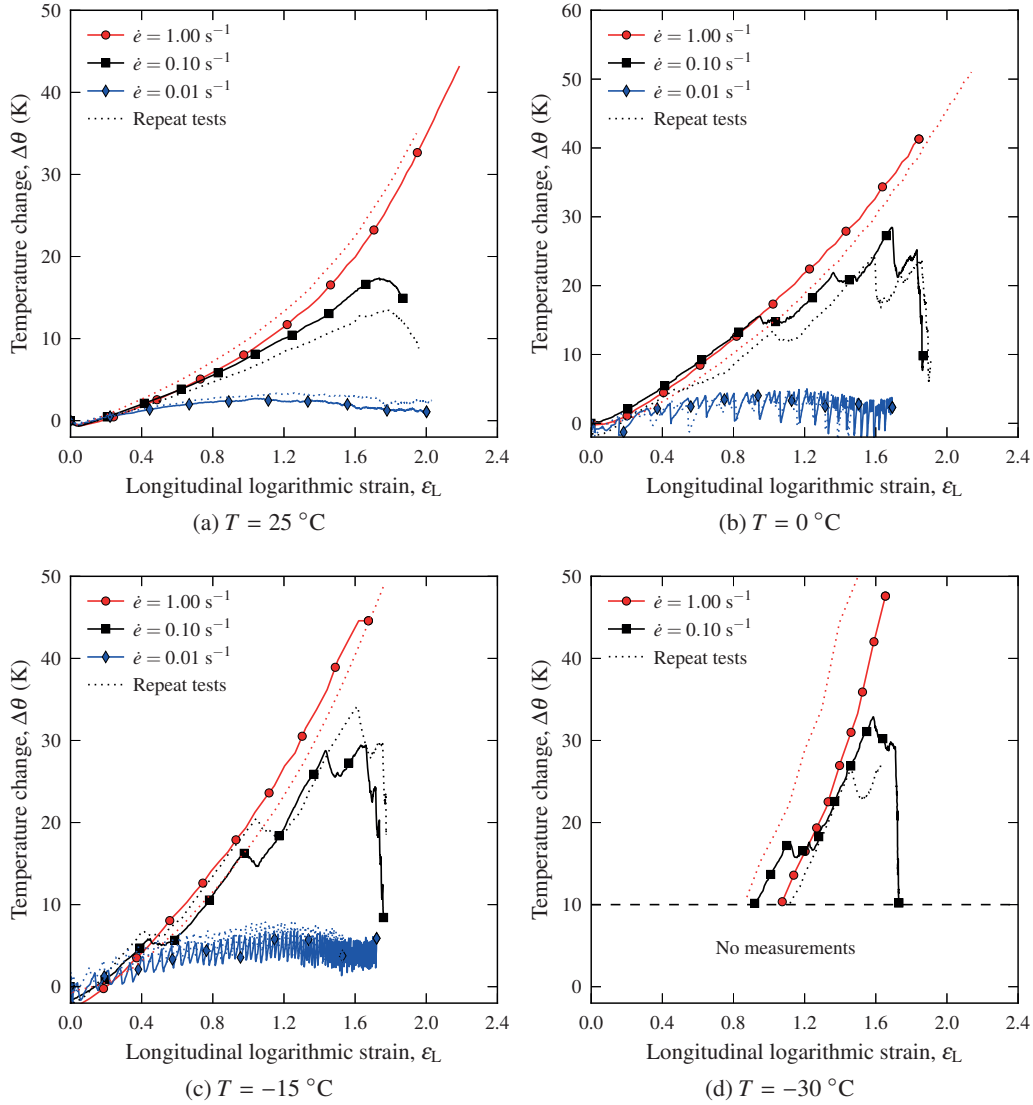 50
40
30
20
10
0
Temperature change, Δθ (K)
ė = 1.00 s⁻¹
ė = 0.10 s⁻¹
ė = 0.01 s⁻¹
Repeat tests
0.0 0.4 0.8 1.2 1.6 2.0 2.4
Longitudinal logarithmic strain, εL
(a) T = 25 °C
60
50
40
30
20
10
0
Temperature change, Δθ (K)
ė = 1.00 s⁻¹
ė = 0.10 s⁻¹
ė = 0.01 s⁻¹
Repeat tests
0.0 0.4 0.8 1.2 1.6 2.0 2.4
Longitudinal logarithmic strain, εL
(b) T = 0 °C
50
40
30
20
10
0
Temperature change, Δθ (K)
ė = 1.00 s⁻¹
ė = 0.10 s⁻¹
ė = 0.01 s⁻¹
Repeat tests
0.0 0.4 0.8 1.2 1.6 2.0 2.4
Longitudinal logarithmic strain, εL
(c) T = −15 °C
50
40
30
20
10
0
Temperature change, Δθ (K)
ė = 1.00 s⁻¹
ė = 0.10 s⁻¹
Repeat tests
No measurements
0.0 0.4 0.8 1.2 1.6 2.0 2.4
Longitudinal logarithmic strain, εL
(d) T = −30 °C